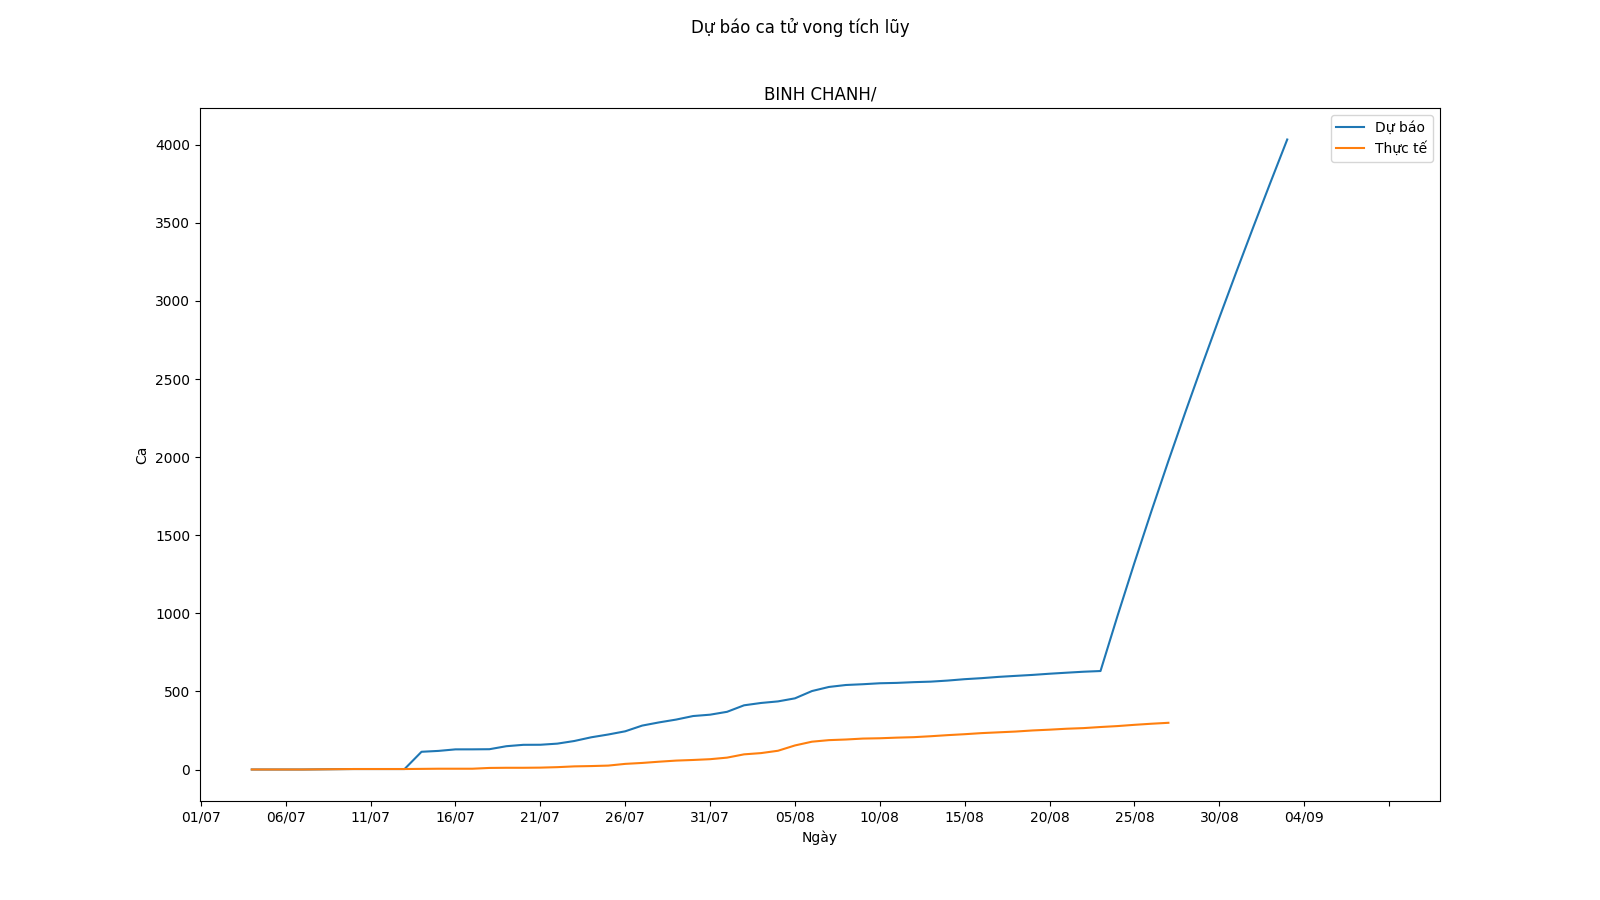 Dự báo ca tử vong tích lũy
BINH CHANH/
Dự báo
Thực tế
4000
3500
3000
2500
2000
1500
1000
500
0
Ca
01/07 06/07 11/07 16/07 21/07 26/07 31/07 05/08 10/08 15/08 20/08 25/08 30/08 04/09
Ngày